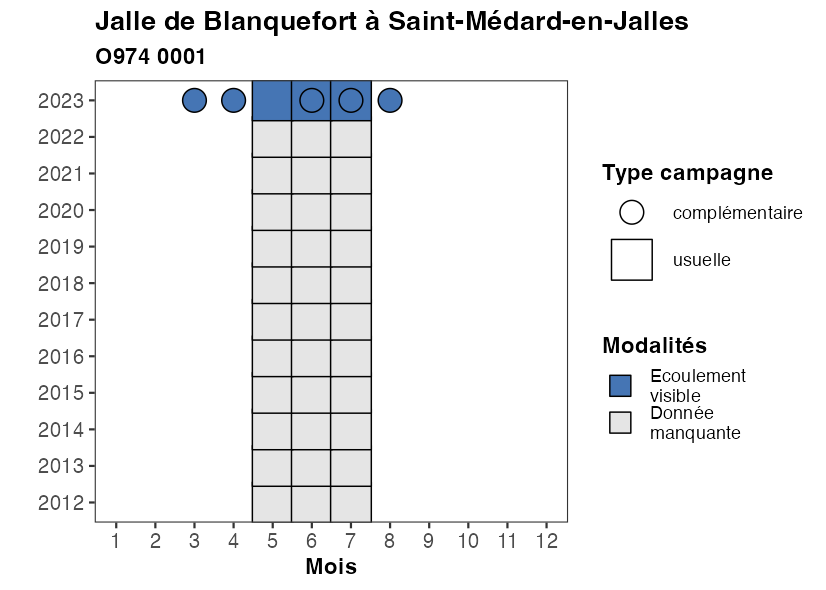 Jalle de Blanquefort à Saint-Médard-en-Jalles
O974 0001
2023
2022
2021
2020
2019
2018
2017
2016
2015
2014
2013
2012
1 2 3 4 5 6 7 8 9 10 11 12
Mois
Type campagne
complémentaire
usuelle
Modalités
Ecoulement
visible
Donnée
manquante